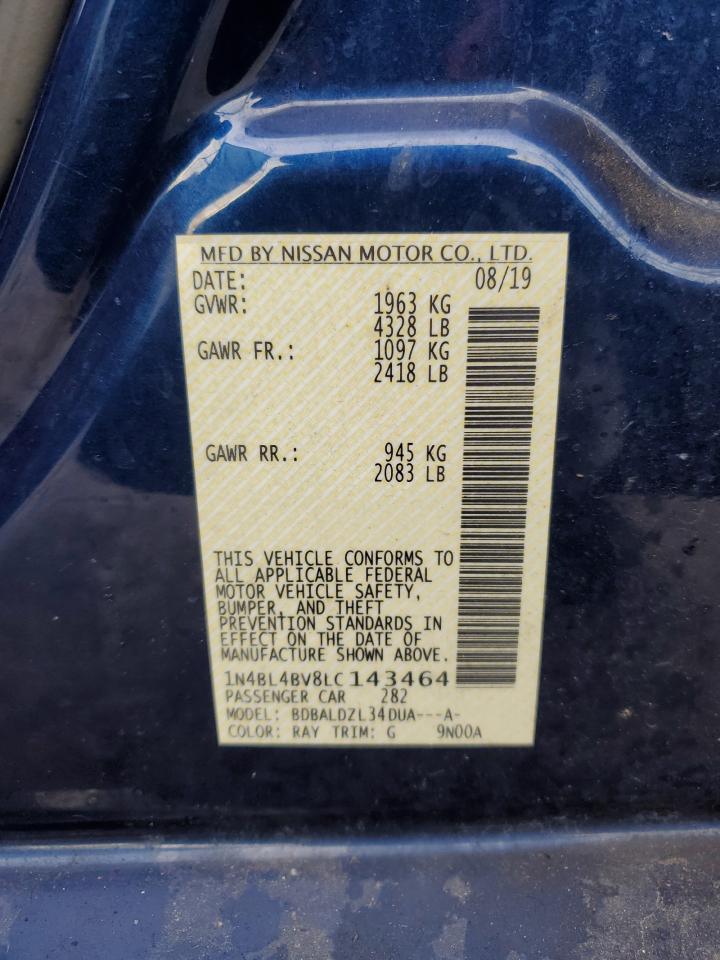 MFD BY NISSAN MOTOR CO., LTD.
DATE: 08/19
GVWR: 1963 KG
4328 LB
GAWR FR.: 1097 KG
2418 LB
GAWR RR.: 945 KG
2083 LB
THIS VEHICLE CONFORMS TO
ALL APPLICABLE FEDERAL
MOTOR VEHICLE SAFETY,
BUMPER, AND THEFT
PREVENTION STANDARDS IN
EFFECT ON THE DATE OF
MANUFACTURE SHOWN ABOVE.
1N4BL4BV8LC143464
PASSENGER CAR 282
MODEL: BDBALDZL34DUA---A-
COLOR: RAY TRIM: G 9N00A